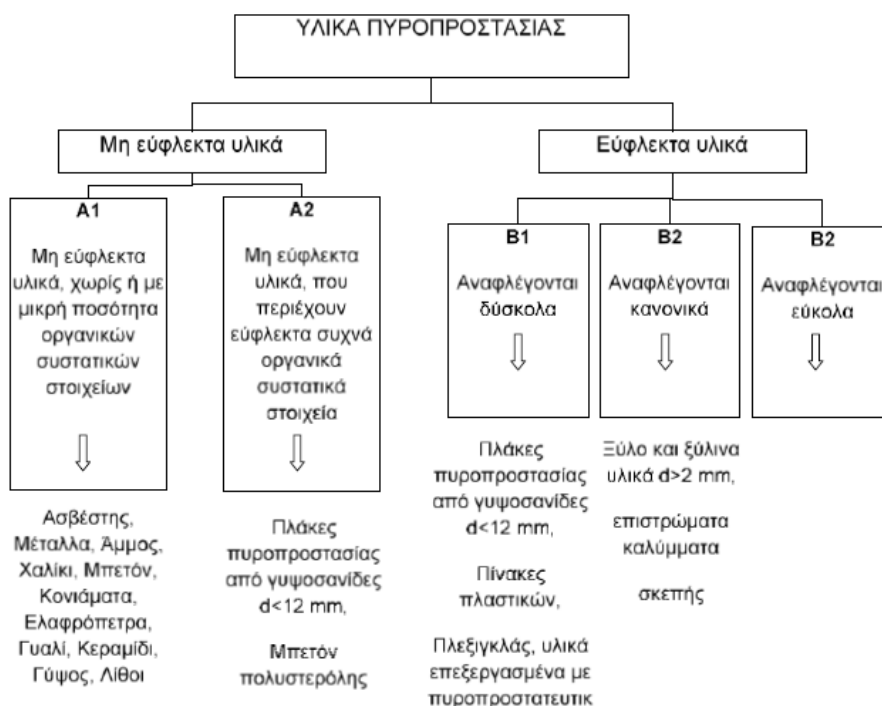 ΥΛΙΚΑ ΠΥΡΟΠΡΟΣΤΑΣΙΑΣ
Μη εύφλεκτα υλικά
Εύφλεκτα υλικά
A1
Μη εύφλεκτα
υλικά, χωρίς ή με
μικρή ποσότητα
οργανικών
συστατικών
στοιχείων
Ασβέστης,
Μέταλλα, Άμμος,
Χαλίκι, Μπετόν,
Κονιάματα,
Ελαφρόπετρα,
Γυαλί, Κεραμίδι,
Γύψος, Λίθοι
A2
Μη εύφλεκτα
υλικά, που
περιέχουν
εύφλεκτα συχνά
οργανικά
συστατικά
στοιχεία
Πλάκες
πυροπροστασίας
από γυψοσανίδες
d<12 mm,
Μπετόν
πολυστερόλης
B1
Αναφλέγονται
δύσκολα
Πλάκες
πυροπροστασίας
από γυψοσανίδες
d<12 mm,
Πίνακες
πλαστικών,
Πλεξιγκλάς, υλικά
επεξεργασμένα με
πυροπροστατευτικ
B2
Αναφλέγονται
κανονικά
Ξύλο και ξύλινα
υλικά d>2 mm,
επιστρώματα
καλύμματα
σκεπής
B2
Αναφλέγονται
εύκολα